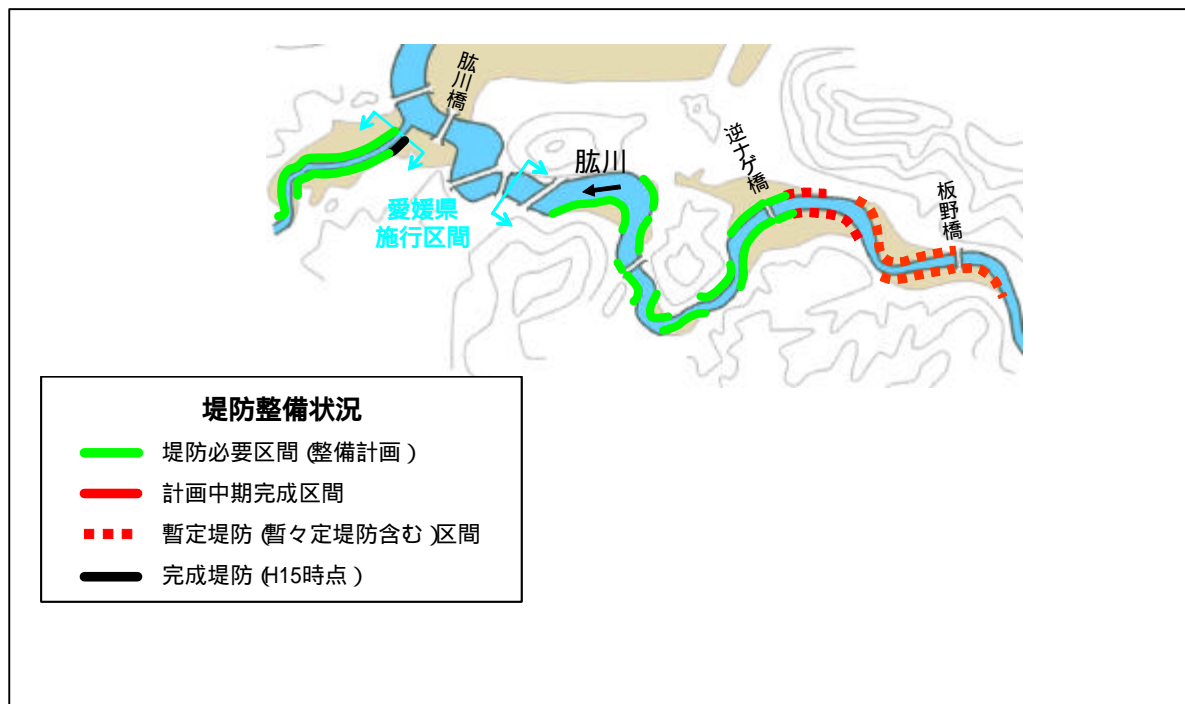 肱川橋
肱川
逆ナゲ橋
板野橋
愛媛県
施行区間
堤防整備状況
堤防必要区間(整備計画)
計画中期完成区間
暫定堤防(暫々定堤防含む)区間
完成堤防(H15時点)